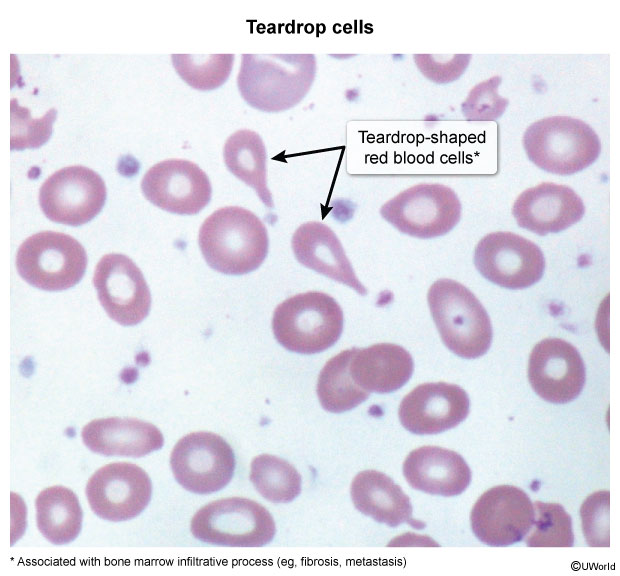 Teardrop cells
Teardrop-shaped
red blood cells*
* Associated with bone marrow infiltrative process (eg, fibrosis, metastasis)
©UWorld